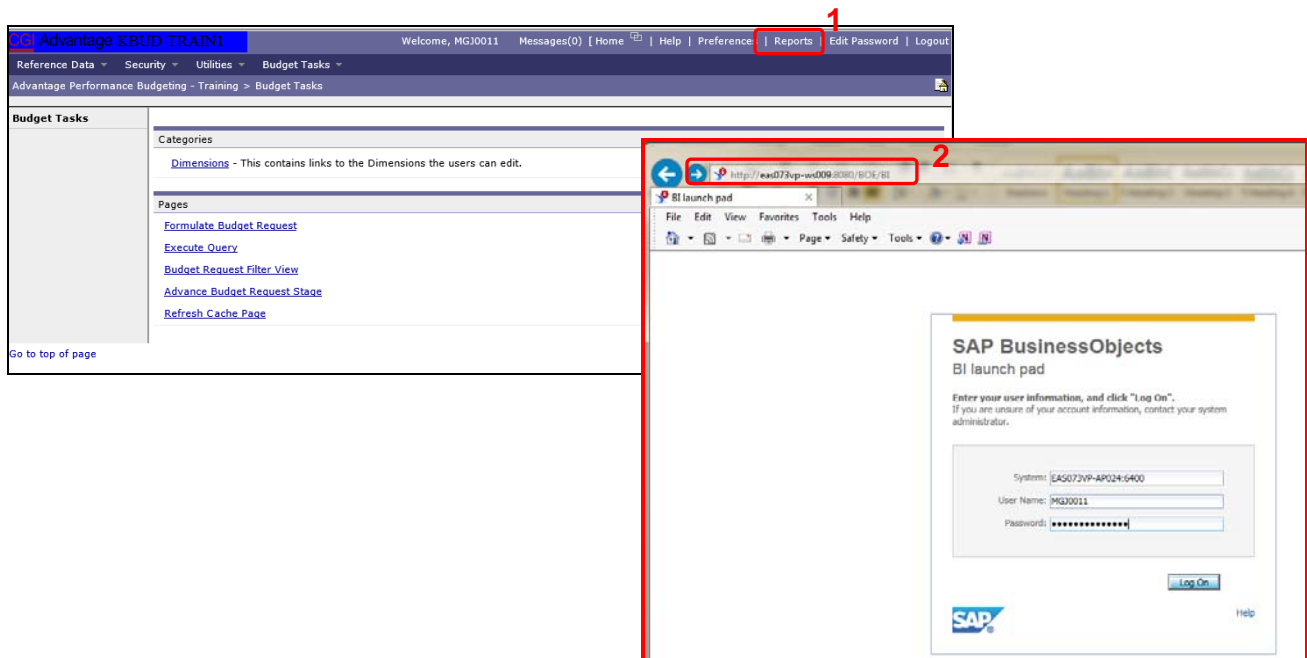 1
CGI Advantage KBUD TRAIN1 Welcome, MGJ0011 Messages(0) [ Home | Help | Preferences | Reports | Edit Password | Logout
Reference Data Security Utilities Budget Tasks
Advantage Performance Budgeting - Training > Budget Tasks
Budget Tasks
Categories
Dimensions - This contains links to the Dimensions the users can edit.
Pages
Formulate Budget Request
Execute Query
Budget Request Filter View
Advance Budget Request Stage
Refresh Cache Page
Go to top of page
2
http://eas073vp-ws009:8080/BOE/BI
BI launch pad X
File Edit View Favorites Tools Help
Page Safety Tools
SAP BusinessObjects
BI launch pad
Enter your user information, and click "Log On".
If you are unsure of your account information, contact your system
administrator.
System: EAS073VP-AP024:6400
User Name: MGJ0011
Password: ●●●●●●●●●●●●●●
Log On
SAP Help